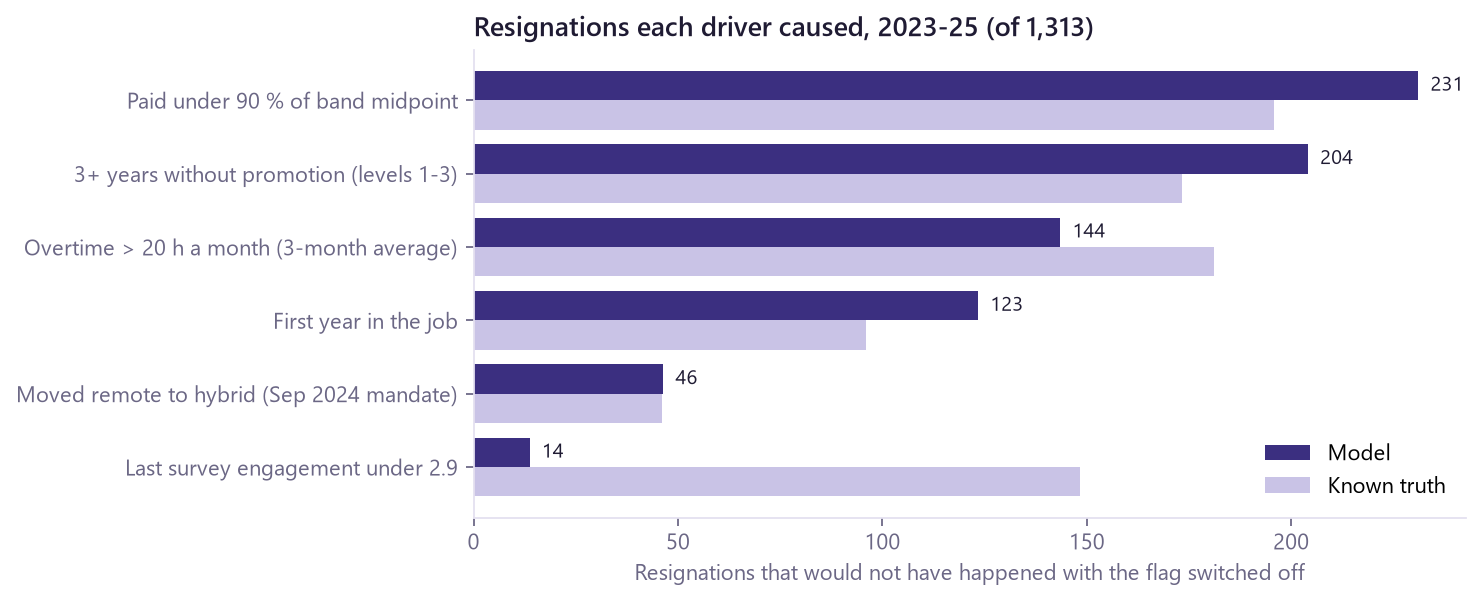 Resignations each driver caused, 2023-25 (of 1,313)
Paid under 90 % of band midpoint
231
3+ years without promotion (levels 1-3)
204
Overtime > 20 h a month (3-month average)
144
First year in the job
123
Moved remote to hybrid (Sep 2024 mandate)
46
Last survey engagement under 2.9
14
Model
Known truth
0 50 100 150 200
Resignations that would not have happened with the flag switched off